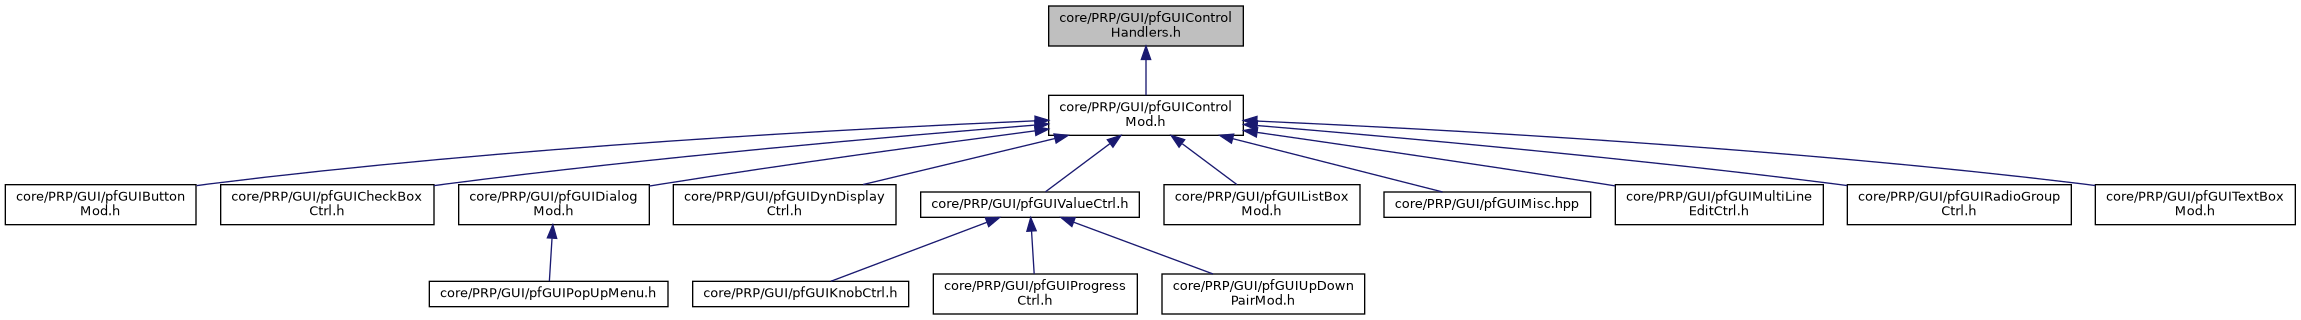 core/PRP/GUI/pfGUIControl
Handlers.h
core/PRP/GUI/pfGUIControl
Mod.h
core/PRP/GUI/pfGUIButton
Mod.h
core/PRP/GUI/pfGUICheckBox
Ctrl.h
core/PRP/GUI/pfGUIDialog
Mod.h
core/PRP/GUI/pfGUIDynDisplay
Ctrl.h
core/PRP/GUI/pfGUIValueCtrl.h
core/PRP/GUI/pfGUIListBox
Mod.h
core/PRP/GUI/pfGUIMisc.hpp
core/PRP/GUI/pfGUIMultiLine
EditCtrl.h
core/PRP/GUI/pfGUIRadioGroup
Ctrl.h
core/PRP/GUI/pfGUITextBox
Mod.h
core/PRP/GUI/pfGUIPopUpMenu.h
core/PRP/GUI/pfGUIKnobCtrl.h
core/PRP/GUI/pfGUIProgress
Ctrl.h
core/PRP/GUI/pfGUIUpDown
PairMod.h